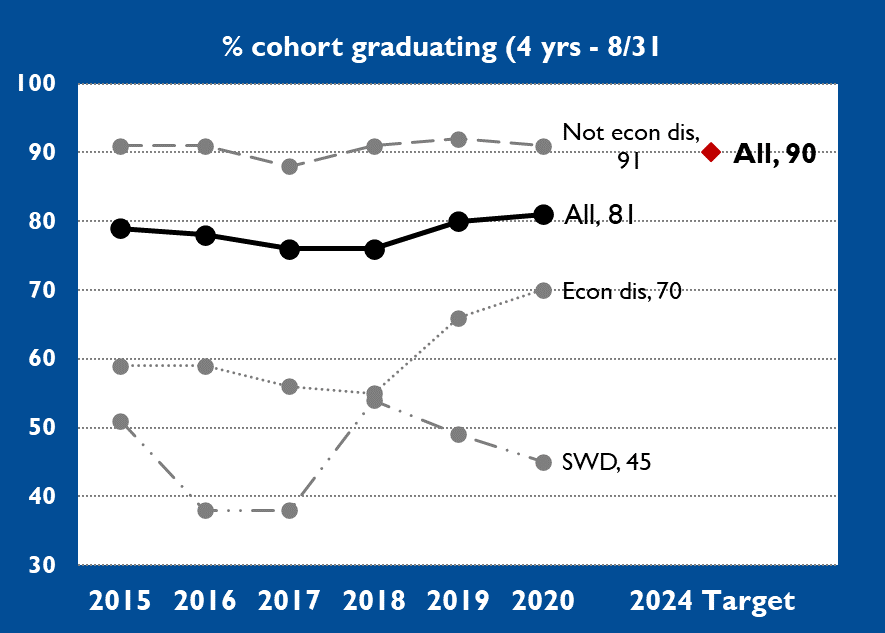 % cohort graduating (4 yrs - 8/31
100
90
80
70
60
50
40
30
Not econ dis,
91
All, 90
All, 81
Econ dis, 70
SWD, 45
2015 2016 2017 2018 2019 2020 2024 Target